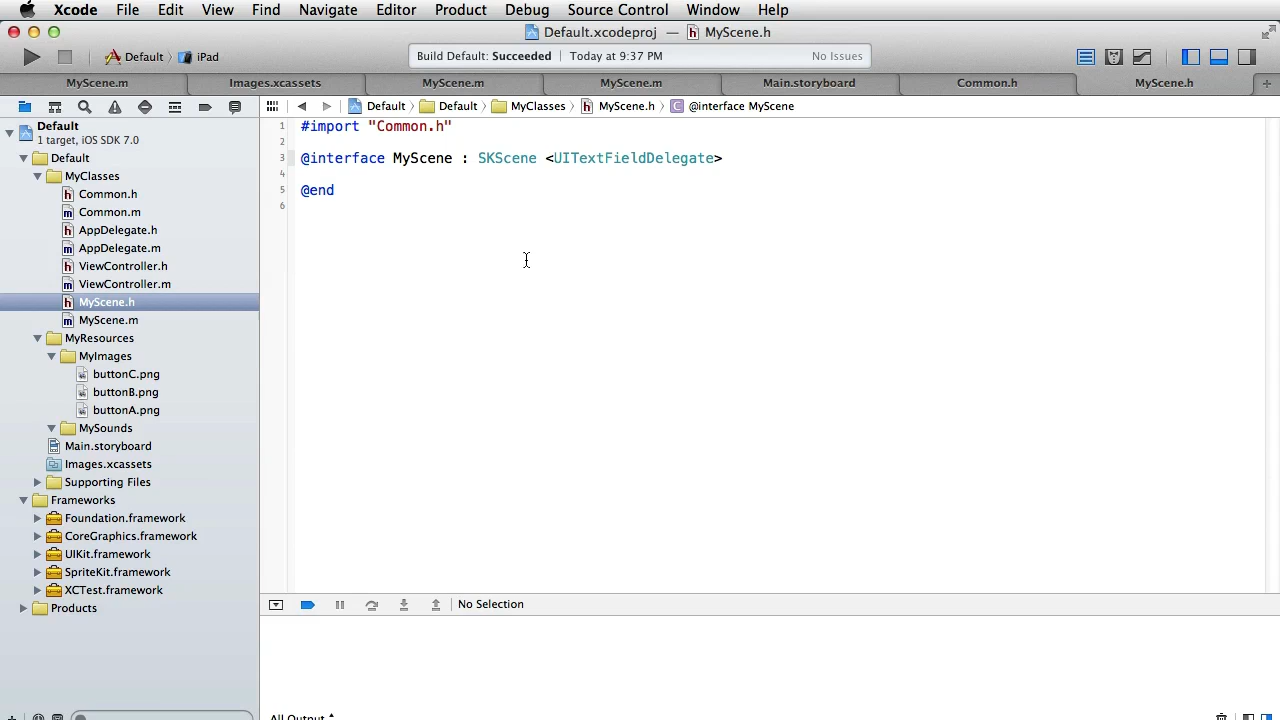 Xcode File Edit View Find Navigate Editor Product Debug Source Control Window Help
Default.xcodeproj — MyScene.h
Default iPad
Build Default: Succeeded Today at 9:37 PM No Issues
MyScene.m Images.xcassets MyScene.m MyScene.m Main.storyboard Common.h MyScene.h
Default Default MyClasses MyScene.h @interface MyScene
Default
1 target, iOS SDK 7.0
Default
MyClasses
Common.h
Common.m
AppDelegate.h
AppDelegate.m
ViewController.h
ViewController.m
MyScene.h
MyScene.m
MyResources
MyImages
buttonC.png
buttonB.png
buttonA.png
MySounds
Main.storyboard
Images.xcassets
Supporting Files
Frameworks
Foundation.framework
CoreGraphics.framework
UIKit.framework
SpriteKit.framework
XCTest.framework
Products
1 #import "Common.h"
2
3 @interface MyScene : SKScene <UITextFieldDelegate>
4
5 @end
6
No Selection
All Output